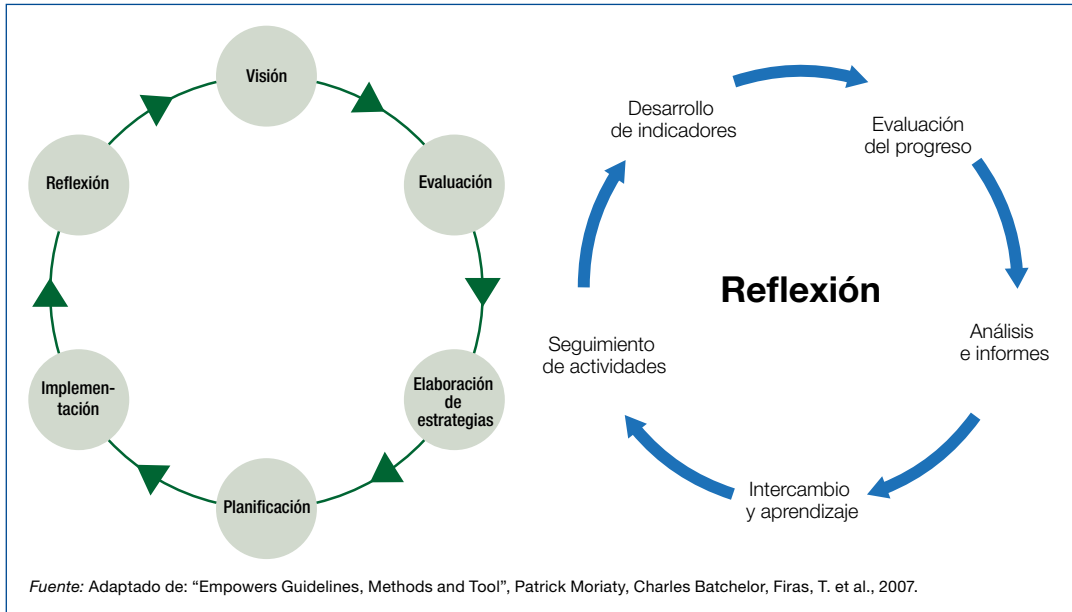 Visión
Evaluación
Elaboración
de
estrategias
Planificación
Implemen-
tación
Reflexión
Reflexión
Desarrollo
de indicadores
Evaluación
del progreso
Análisis
e informes
Intercambio
y aprendizaje
Seguimiento
de actividades
Fuente: Adaptado de: “Empowers Guidelines, Methods and Tool”, Patrick Moriaty, Charles Batchelor, Firas, T. et al., 2007.